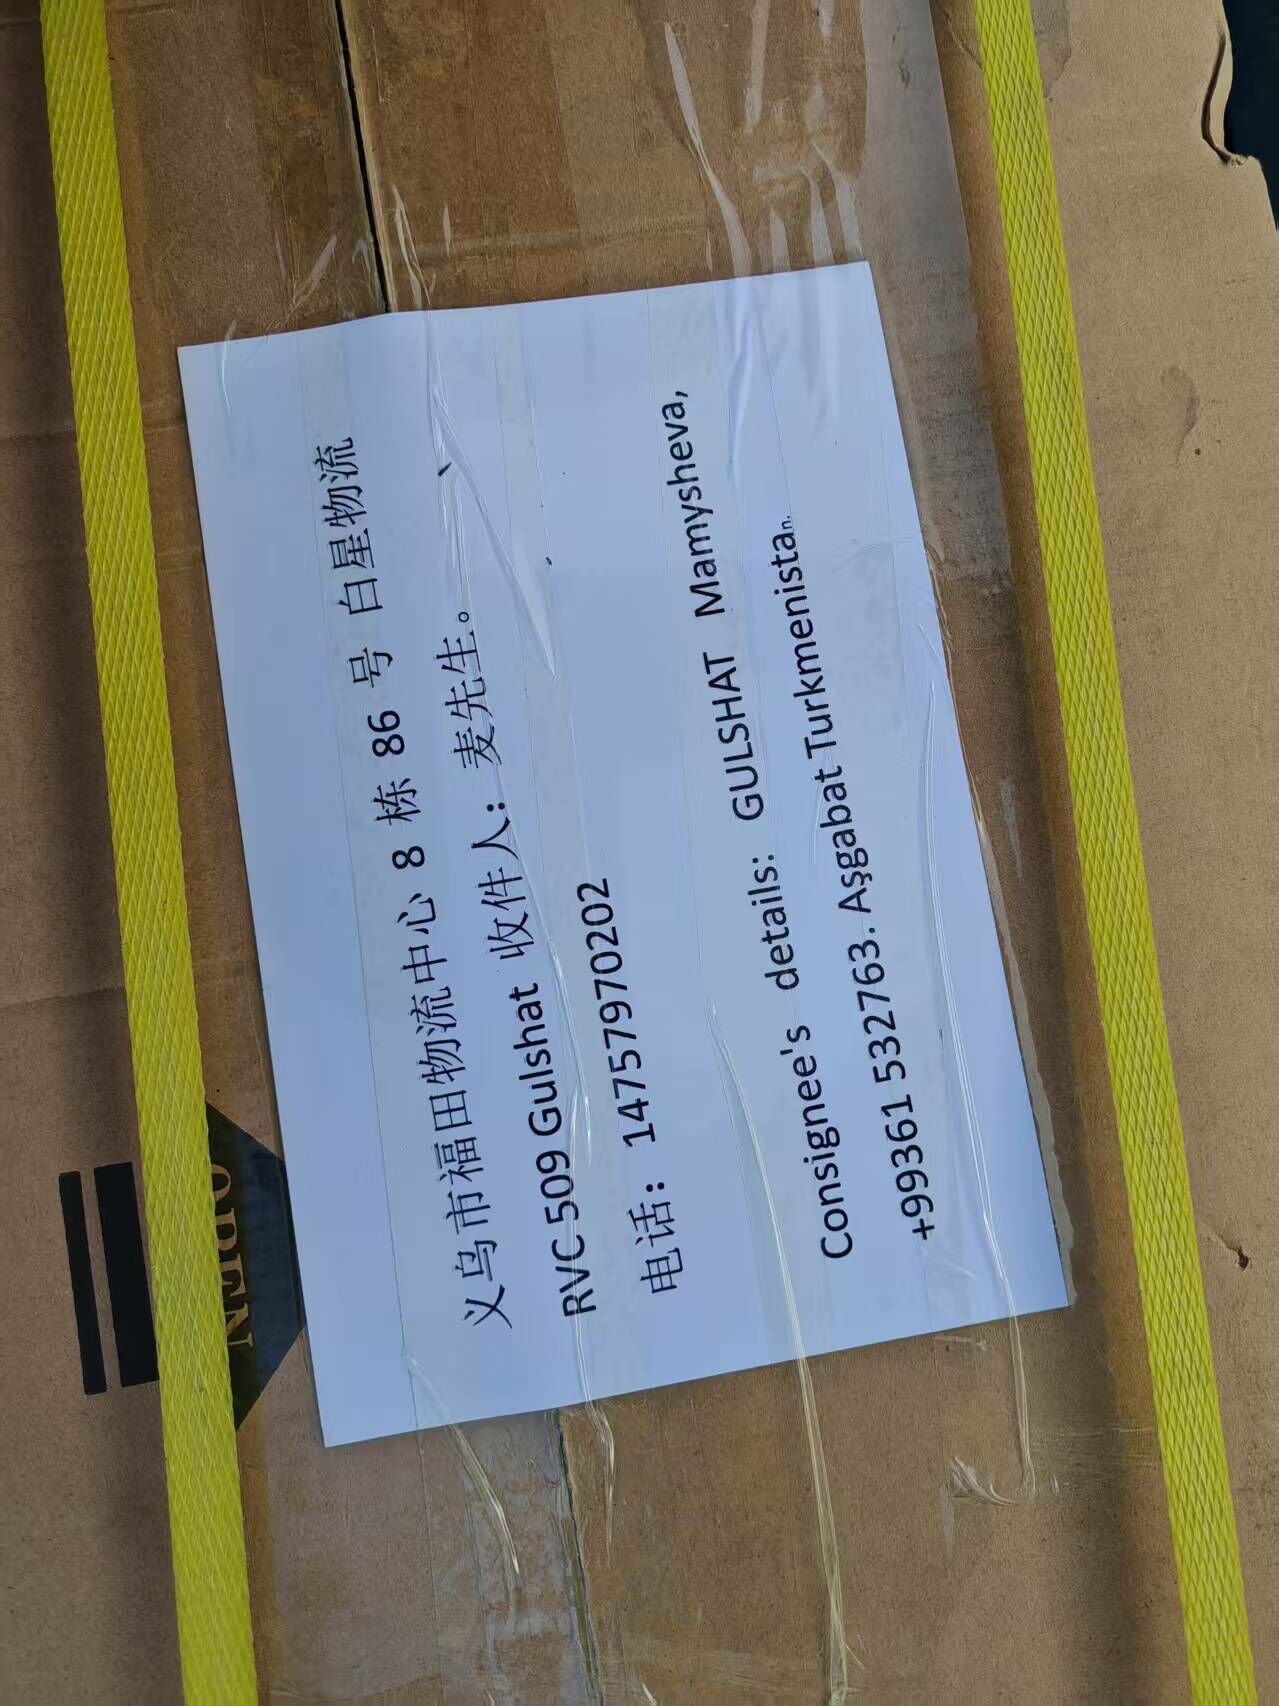 义乌市福田物流中心 8 栋 86 号 白星物流
RVC 509 Gulshat 收件人：麦先生。
电话：14757970202
Consignee's details: GULSHAT Mamysheva,
+99361 532763. Aşgabat Turkmenistan.
OPEN